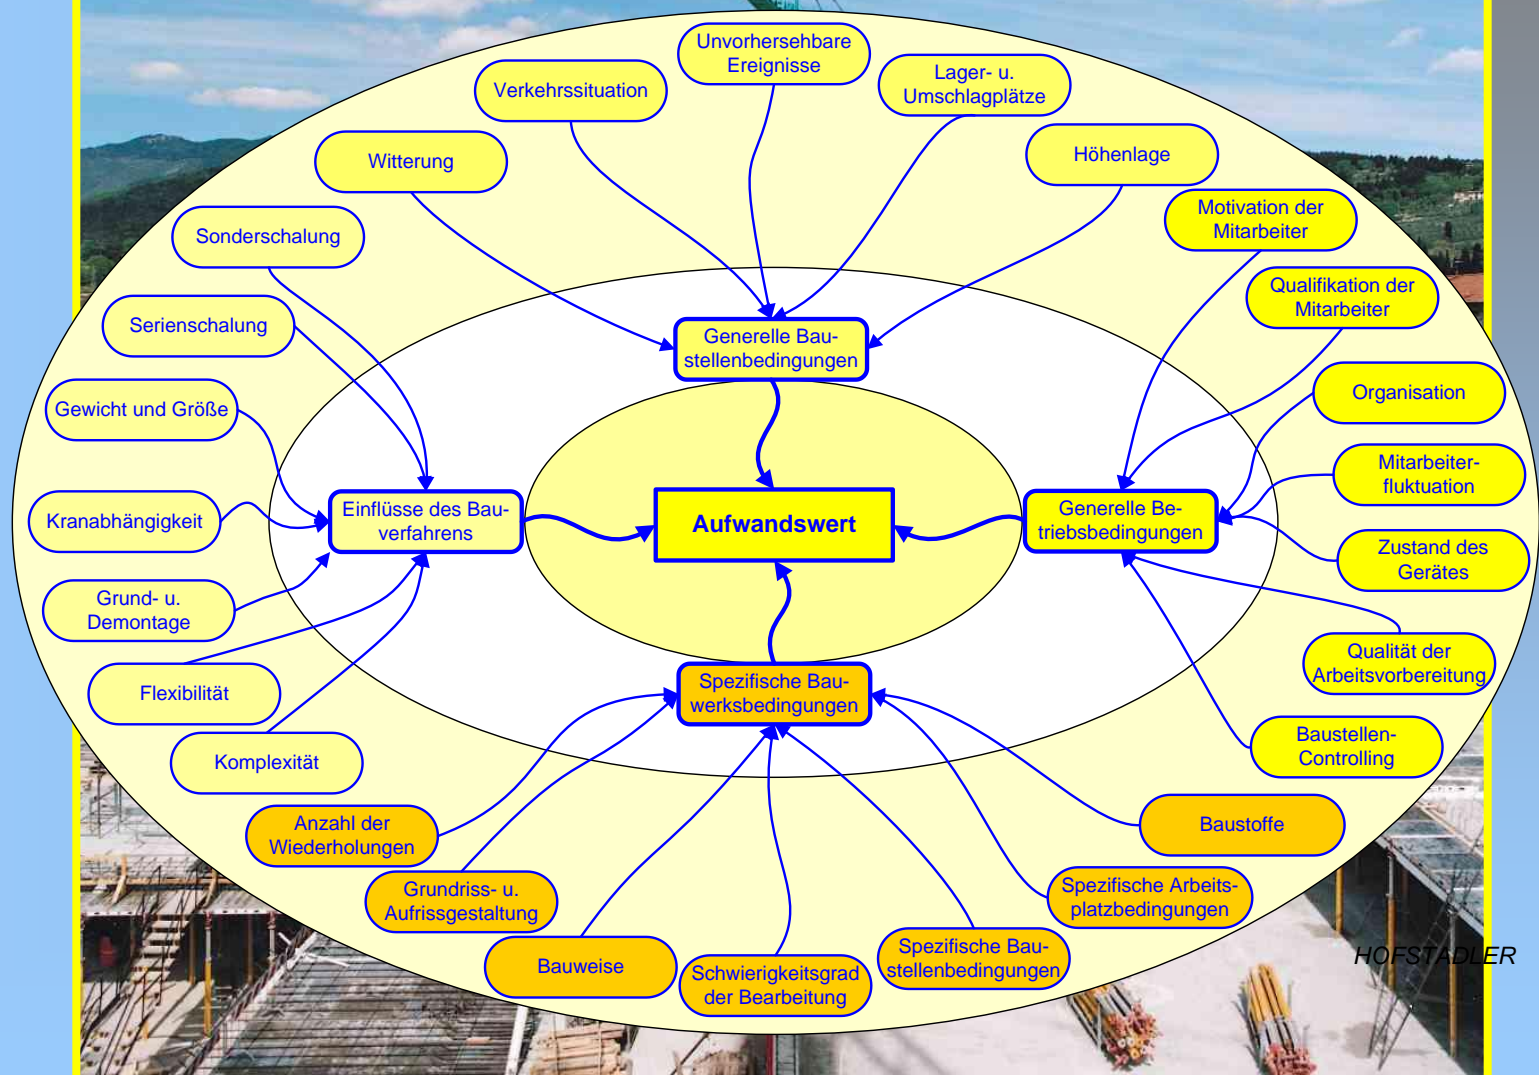 Unvorhersehbare
Ereignisse
Lager- u.
Umschlagplätze
Verkehrssituation
Witterung
Höhenlage
Motivation der
Mitarbeiter
Sonderschalung
Qualifikation der
Mitarbeiter
Serienschalung
Generelle Bau-
stellenbedingungen
Organisation
Gewicht und Größe
Mitarbeiter-
fluktuation
Kranabhängigkeit
Einflüsse des Bau-
verfahrens
Aufwandswert
Generelle Be-
triebsbedingungen
Zustand des
Gerätes
Grund- u.
Demontage
Qualität der
Arbeitsvorbereitung
Flexibilität
Spezifische Bau-
werksbedingungen
Baustellen-
Controlling
Komplexität
Anzahl der
Wiederholungen
Baustoffe
Grundriss- u.
Aufrissgestaltung
Spezifische Arbeits-
platzbedingungen
Bauweise
Schwierigkeitsgrad
der Bearbeitung
Spezifische Bau-
stellenbedingungen
HOFSTADLER